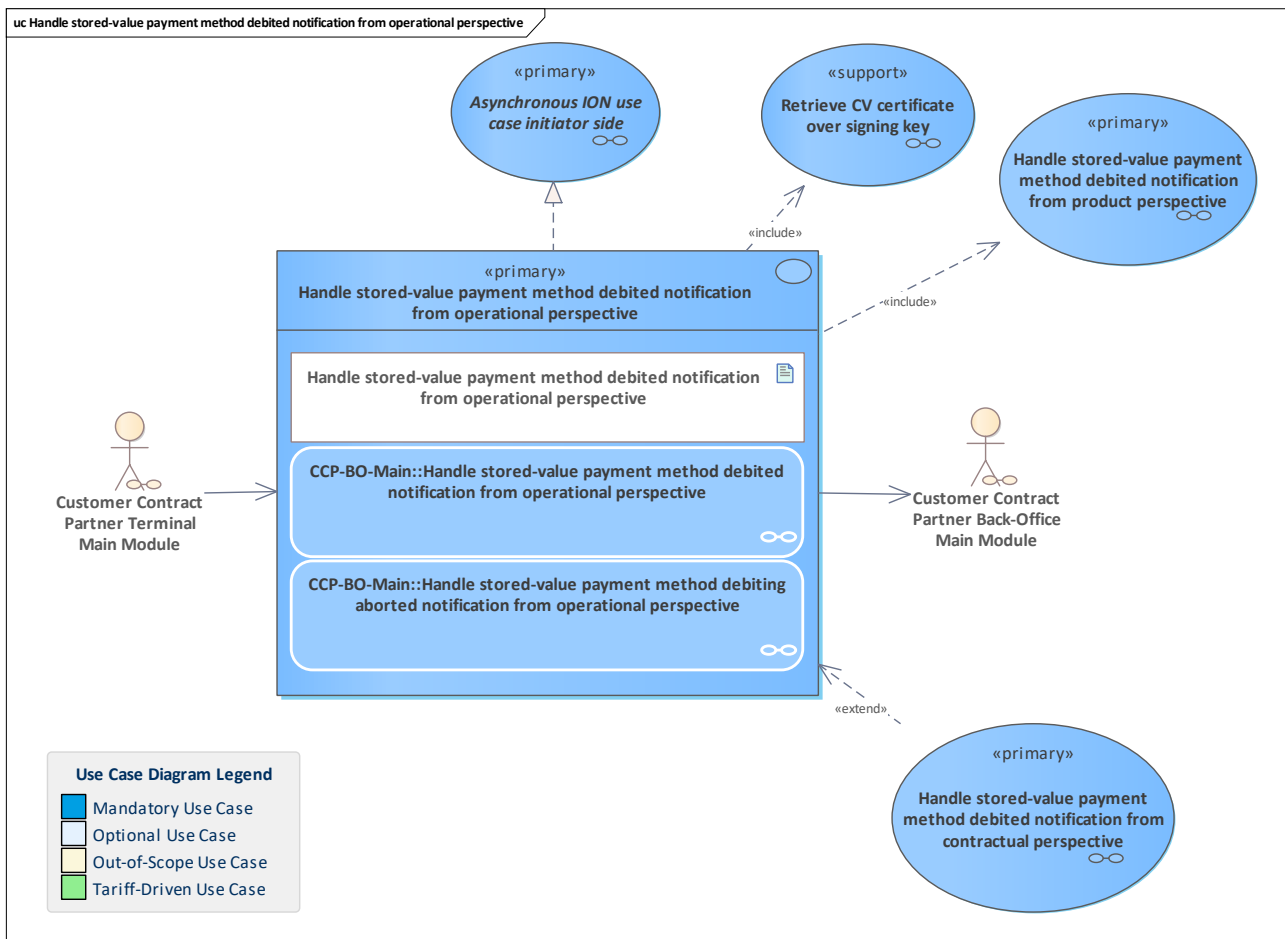 uc Handle stored-value payment method debited notification from operational perspective
«primary»
Asynchronous ION use
case initiator side
«support»
Retrieve CV certificate
over signing key
«primary»
Handle stored-value payment
method debited notification
from product perspective
«include»
«include»
«primary»
Handle stored-value payment method debited notification
from operational perspective
Handle stored-value payment method debited notification
from operational perspective
CCP-BO-Main::Handle stored-value payment method debited
notification from operational perspective
CCP-BO-Main::Handle stored-value payment method debiting
aborted notification from operational perspective
Customer Contract
Partner Terminal
Main Module
Customer Contract
Partner Back-Office
Main Module
«extend»
«primary»
Handle stored-value payment
method debited notification from
contractual perspective
Use Case Diagram Legend
Mandatory Use Case
Optional Use Case
Out-of-Scope Use Case
Tariff-Driven Use Case